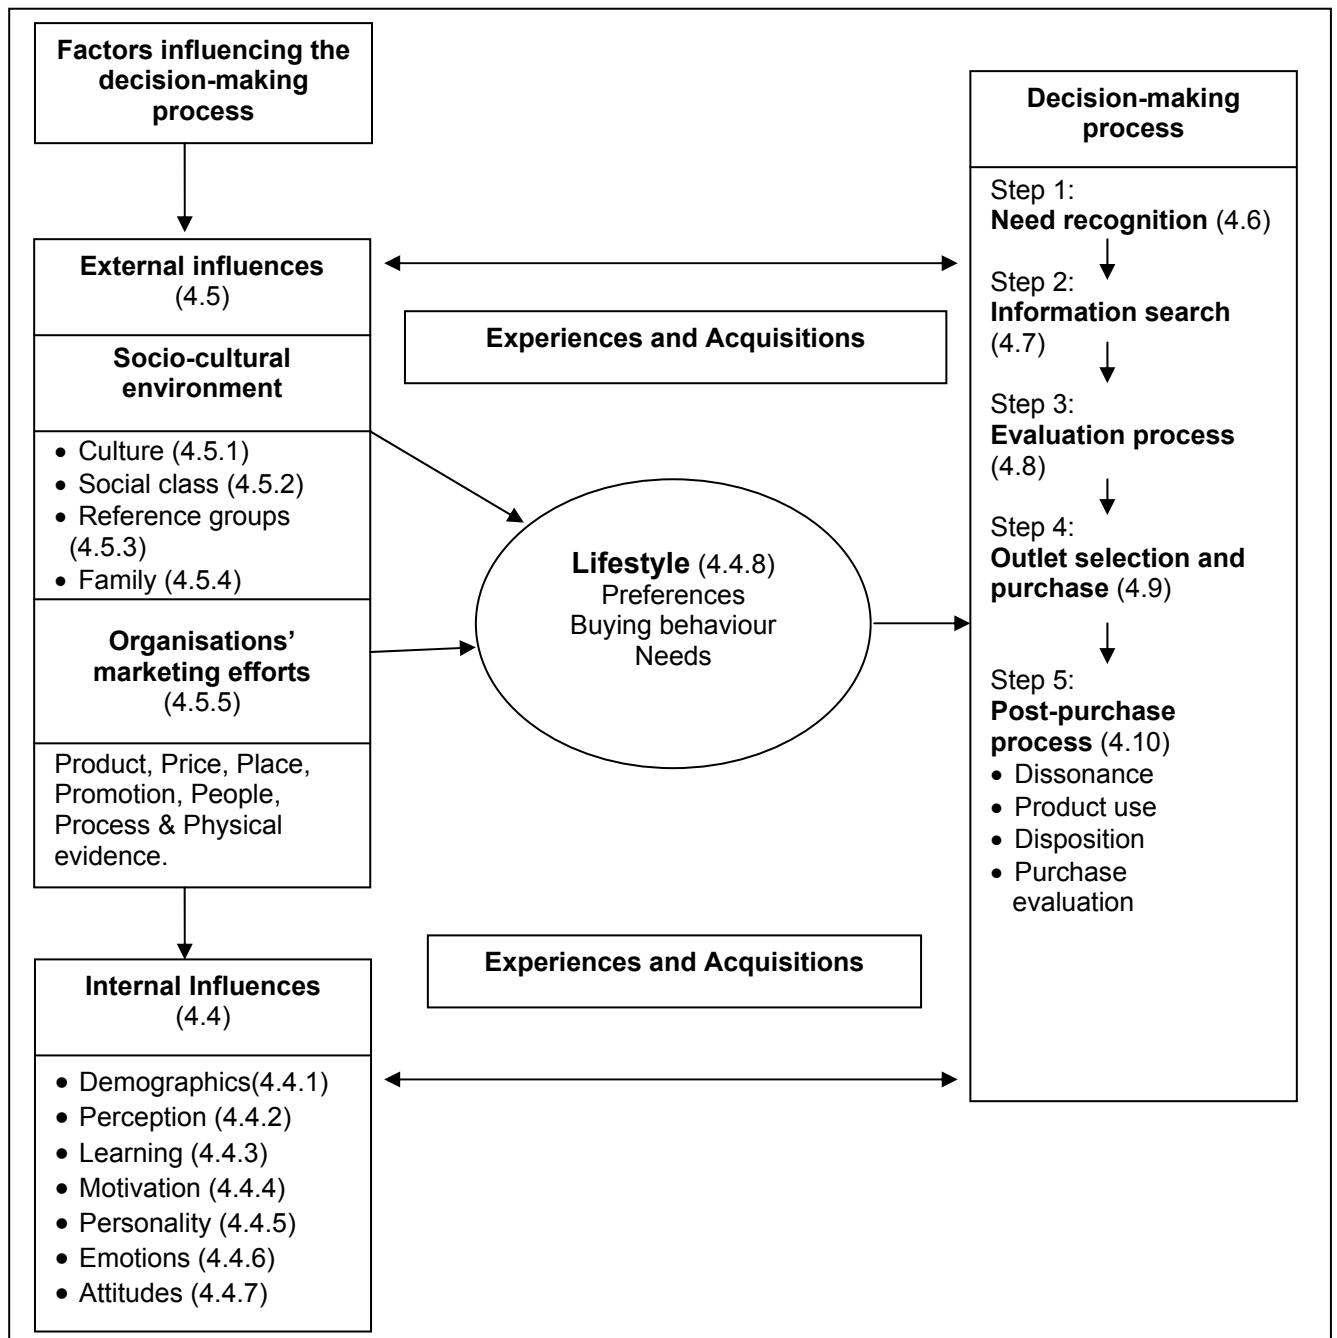 Factors influencing the
decision-making
process
External influences
(4.5)
Socio-cultural
environment
• Culture (4.5.1)
• Social class (4.5.2)
• Reference groups
(4.5.3)
• Family (4.5.4)
Organisations’
marketing efforts
(4.5.5)
Product, Price, Place,
Promotion, People,
Process & Physical
evidence.
Internal Influences
(4.4)
• Demographics(4.4.1)
• Perception (4.4.2)
• Learning (4.4.3)
• Motivation (4.4.4)
• Personality (4.4.5)
• Emotions (4.4.6)
• Attitudes (4.4.7)
Experiences and Acquisitions
Lifestyle (4.4.8)
Preferences
Buying behaviour
Needs
Experiences and Acquisitions
Decision-making
process
Step 1:
Need recognition (4.6)
Step 2:
Information search
(4.7)
Step 3:
Evaluation process
(4.8)
Step 4:
Outlet selection and
purchase (4.9)
Step 5:
Post-purchase
process (4.10)
• Dissonance
• Product use
• Disposition
• Purchase
evaluation